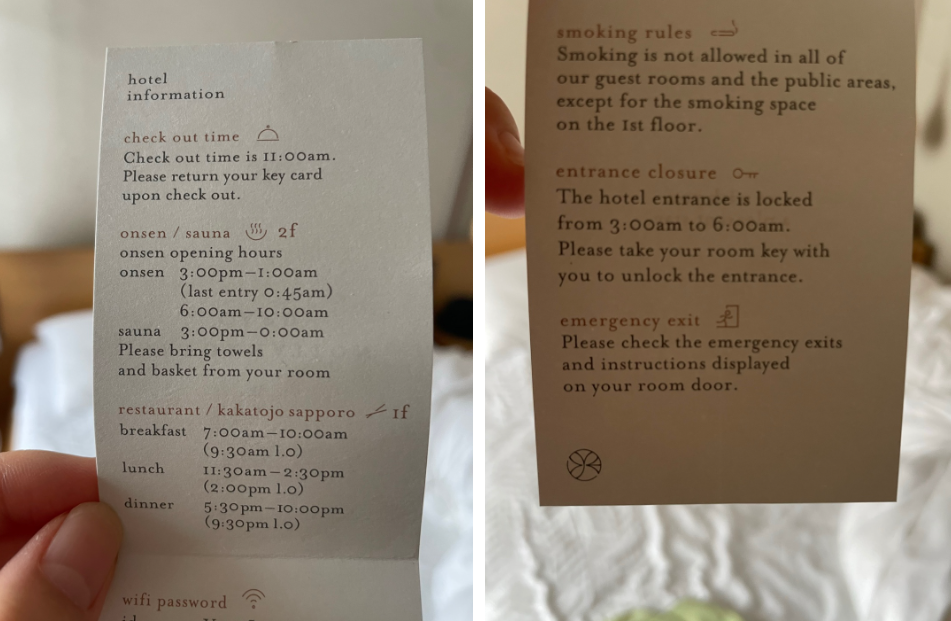 hotel
information
check out time
Check out time is 11:00am.
Please return your key card
upon check out.
onsen / sauna 2f
onsen opening hours
onsen 3:00pm–1:00am
(last entry 0:45am)
6:00am–10:00am
sauna 3:00pm–0:00am
Please bring towels
and basket from your room
restaurant / kakatojo sapporo 1f
breakfast 7:00am–10:00am
(9:30am l.o)
lunch 11:30am–2:30pm
(2:00pm l.o)
dinner 5:30pm–10:00pm
(9:30pm l.o)
wifi password
smoking rules
Smoking is not allowed in all of
our guest rooms and the public areas,
except for the smoking space
on the 1st floor.
entrance closure
The hotel entrance is locked
from 3:00am to 6:00am.
Please take your room key with
you to unlock the entrance.
emergency exit
Please check the emergency exits
and instructions displayed
on your room door.